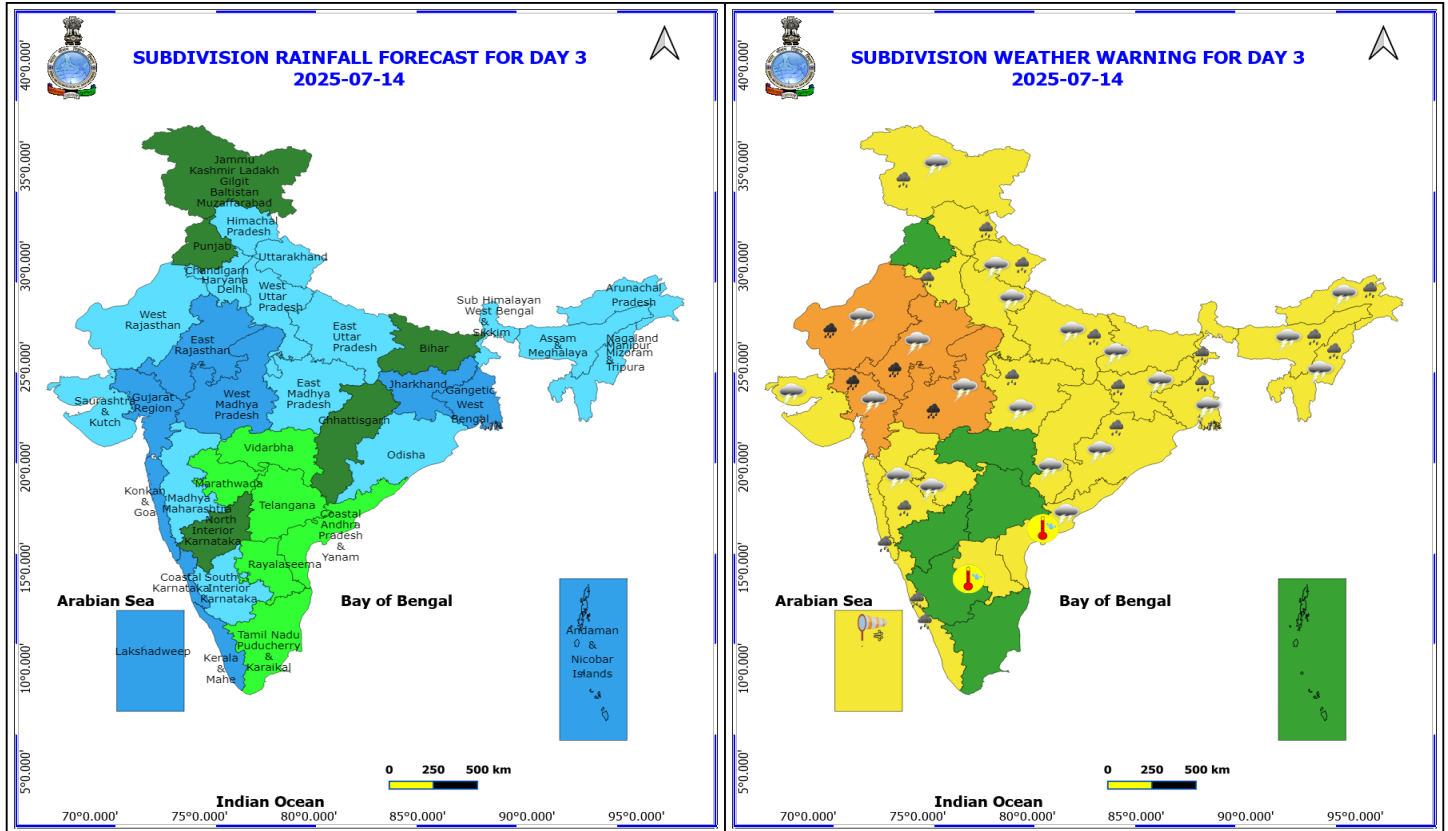 SUBDIVISION RAINFALL FORECAST FOR DAY 3
2025-07-14
40°0.000'
35°0.000'
30°0.000'
25°0.000'
20°0.000'
15°0.000'
10°0.000'
5°0.000'
Jammu
Kashmir Ladakh
Gilgit
Baltistan
Muzaffarabad
Himachal
Pradesh
Punjab
Uttarakhand
Chandigarh
Haryana
Delhi
West
Uttar
Pradesh
West
Rajasthan
East
Rajasthan
East
Uttar
Pradesh
Bihar
Sub Himalayan
West Bengal
&
Sikkim
Arunachal
Pradesh
Assam
&
Meghalaya
Nagaland
Manipur
Mizoram
&
Tripura
Saurashtra
&
Kutch
Gujarat
Region
West
Madhya
Pradesh
East
Madhya
Pradesh
Jharkhand
Gangetic
West
Bengal
Chhattisgarh
Odisha
Vidarbha
Marathwada
Madhya
Maharashtra
Konkan
&
Goa
Telangana
North
Interior
Karnataka
Coastal
Andhra
Pradesh
&
Yanam
Rayalaseema
Coastal
Karnataka
South
Interior
Karnataka
Tamil Nadu
Puducherry
&
Karaikal
Kerala
&
Mahe
Lakshadweep
Andaman
&
Nicobar
Islands
Arabian Sea
Bay of Bengal
Indian Ocean
0 250 500 km
70°0.000' 75°0.000' 80°0.000' 85°0.000' 90°0.000' 95°0.000'
SUBDIVISION WEATHER WARNING FOR DAY 3
2025-07-14
40°0.000'
35°0.000'
30°0.000'
25°0.000'
20°0.000'
15°0.000'
10°0.000'
5°0.000'
Arabian Sea
Bay of Bengal
Indian Ocean
0 250 500 km
70°0.000' 75°0.000' 80°0.000' 85°0.000' 90°0.000' 95°0.000'